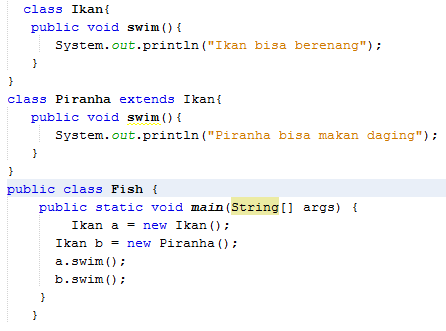 class Ikan{
public void swim(){
System.out.println("Ikan bisa berenang");
}
}
class Piranha extends Ikan{
public void swim(){
System.out.println("Piranha bisa makan daging");
}
}
public class Fish {
public static void main(String[] args) {
Ikan a = new Ikan();
Ikan b = new Piranha();
a.swim();
b.swim();
}
}